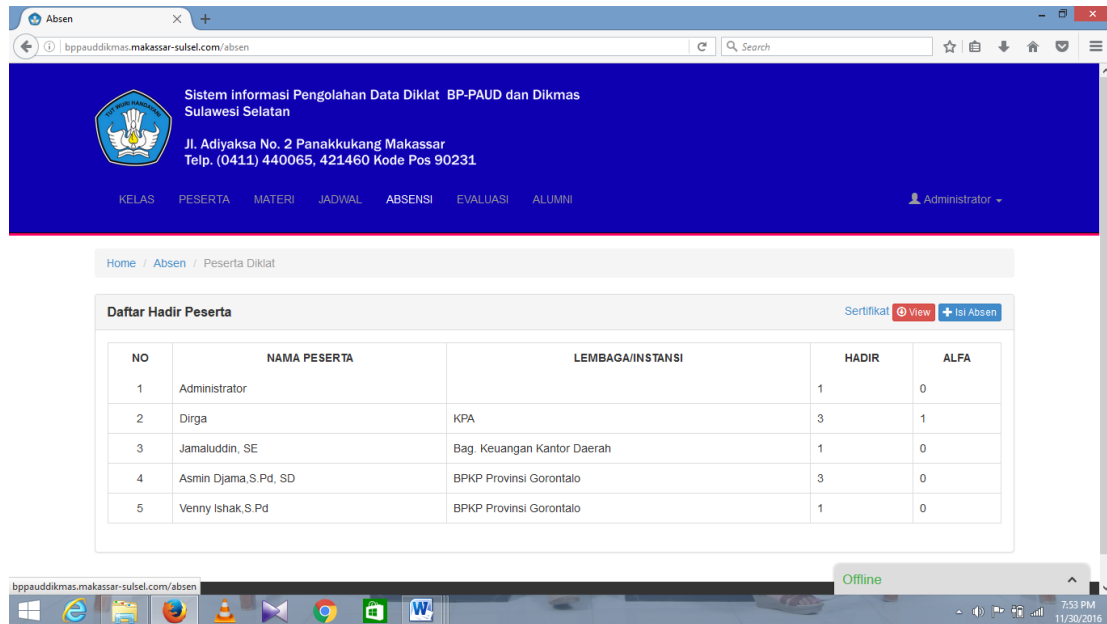 Absen
bppauddikmas.makassar-sulsel.com/absen
Search
TUT WURI HANDAYANI
Sistem informasi Pengolahan Data Diklat BP-PAUD dan Dikmas
Sulawesi Selatan
Jl. Adiyaksa No. 2 Panakkukang Makassar
Telp. (0411) 440065, 421460 Kode Pos 90231
KELAS PESERTA MATERI JADWAL ABSENSI EVALUASI ALUMNI Administrator
Home / Absen / Peserta Diklat
Daftar Hadir Peserta Sertifikat View Isi Absen
NO NAMA PESERTA LEMBAGA/INSTANSI HADIR ALFA
1 Administrator 1 0
2 Dirga KPA 3 1
3 Jamaluddin, SE Bag. Keuangan Kantor Daerah 1 0
4 Asmin Djama,S.Pd, SD BPKP Provinsi Gorontalo 3 0
5 Venny Ishak,S.Pd BPKP Provinsi Gorontalo 1 0
Offline
bppauddikmas.makassar-sulsel.com/absen
7:53 PM
11/30/2016